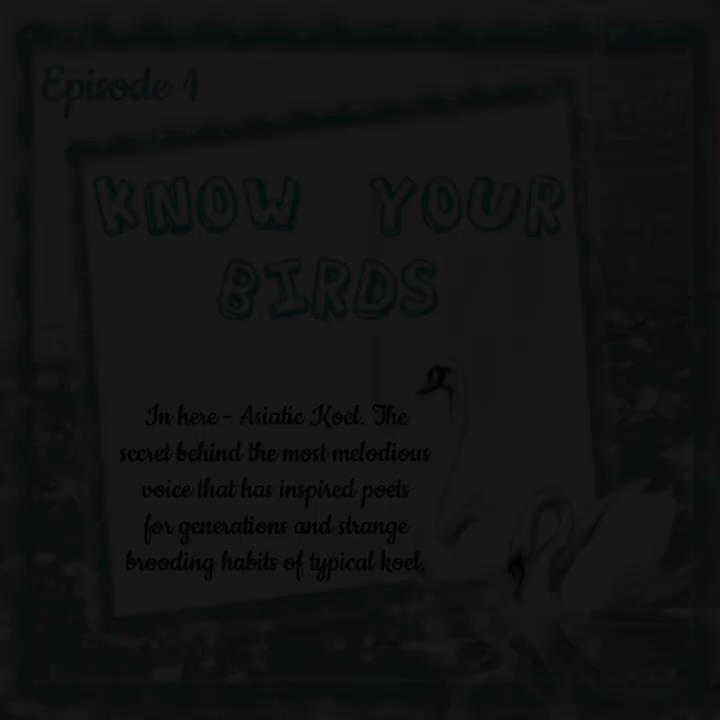 Episode 1
KNOW YOUR
BIRDS
In here - Asiatic Koel. The
secret behind the most melodious
voice that has inspired poets
for generations and strange
brooding habits of typical koel.